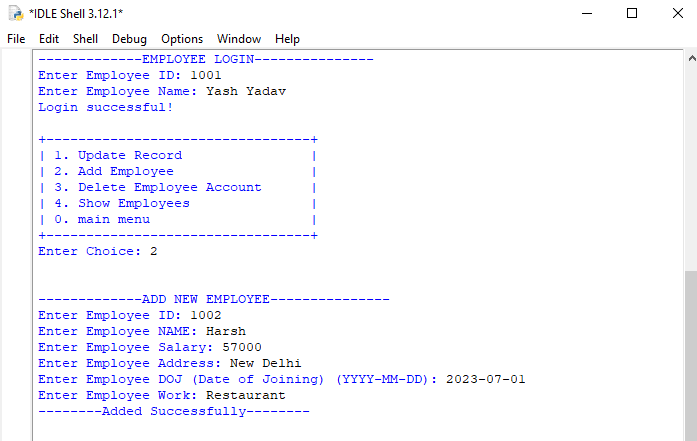 *IDLE Shell 3.12.1*
File Edit Shell Debug Options Window Help
-------------EMPLOYEE LOGIN---------------
Enter Employee ID: 1001
Enter Employee Name: Yash Yadav
Login successful!
+---------------------------------+
| 1. Update Record                |
| 2. Add Employee                 |
| 3. Delete Employee Account      |
| 4. Show Employees               |
| 0. main menu                    |
+---------------------------------+
Enter Choice: 2
-------------ADD NEW EMPLOYEE---------------
Enter Employee ID: 1002
Enter Employee NAME: Harsh
Enter Employee Salary: 57000
Enter Employee Address: New Delhi
Enter Employee DOJ (Date of Joining) (YYYY-MM-DD): 2023-07-01
Enter Employee Work: Restaurant
--------Added Successfully--------